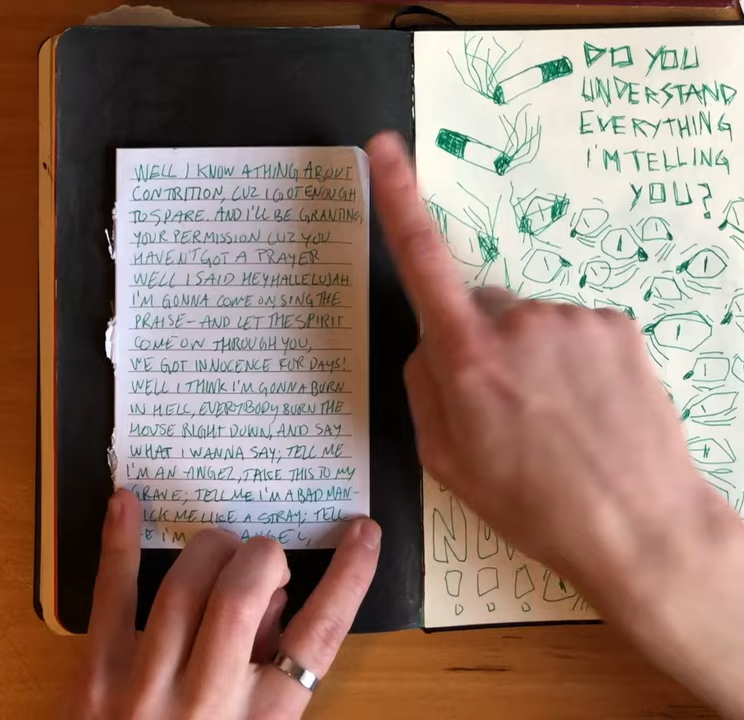 WELL I KNOW A THING ABOUT
CONTRITION, CUZ I GOT ENOUGH
TO SPARE. AND I'LL BE GRANTING
YOUR PERMISSION CUZ YOU
HAVEN'T GOT A PRAYER
WELL I SAID HEY HALLELUJAH
I'M GONNA COME ON SING THE
PRAISE - AND LET THE SPIRIT
COME ON THROUGH YOU,
WE GOT INNOCENCE FOR DAYS!
WELL I THINK I'M GONNA BURN
IN HELL, EVERYBODY BURN THE
HOUSE RIGHT DOWN, AND SAY
WHAT I WANNA SAY; TELL ME
I'M AN ANGEL, TAKE THIS TO MY
GRAVE; TELL ME I'M A BAD MAN -
ICK ME LIKE A STRAY; TELL
E I'M ANGEL,
DO YOU
UNDERSTAND
EVERYTHING
I'M TELLING
YOU?